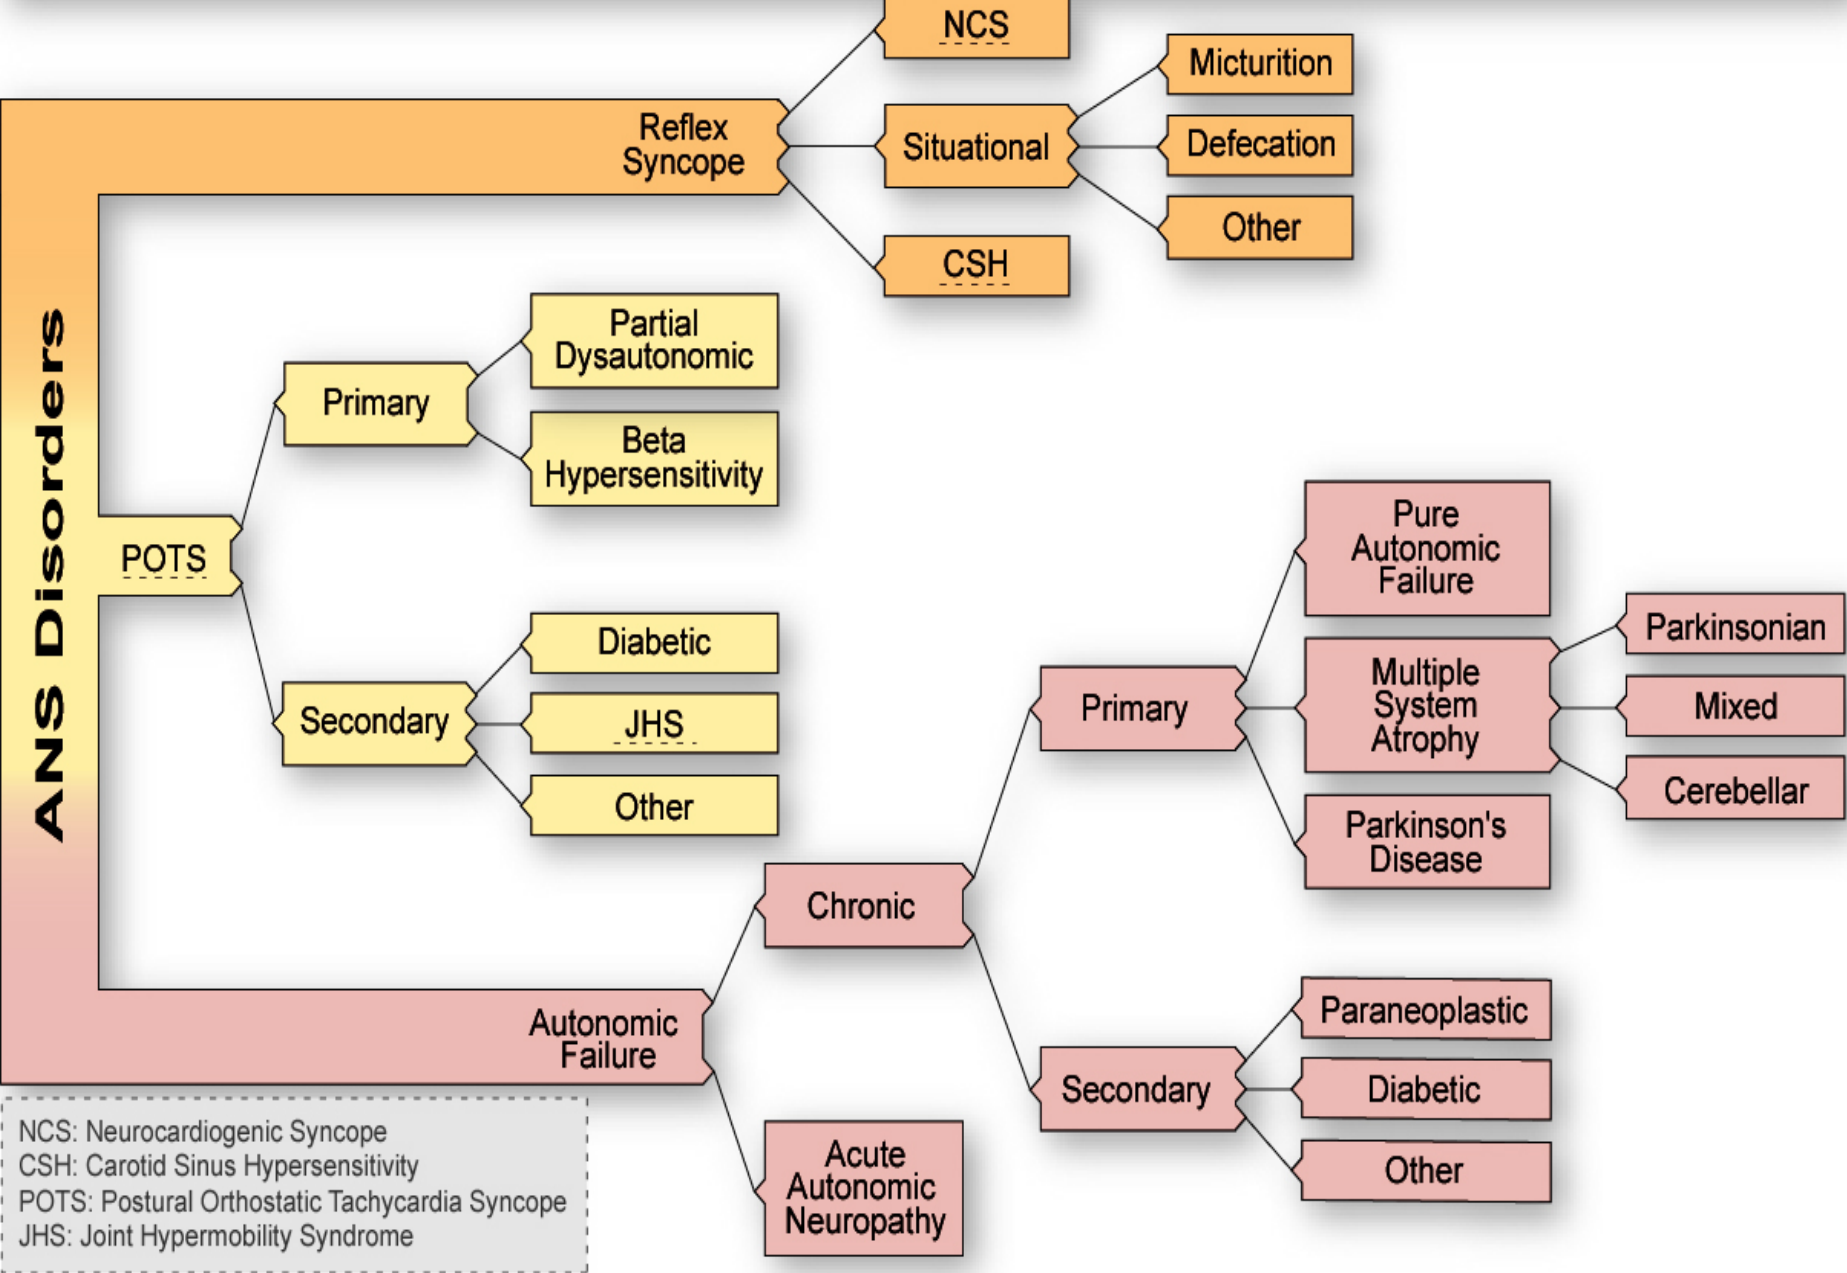 NCS
Micturition
Reflex
Syncope
Situational
Defecation
Other
CSH
ANS Disorders
Partial
Dysautonomic
Primary
Beta
Hypersensitivity
POTS
Diabetic
Secondary
JHS
Other
Pure
Autonomic
Failure
Parkinsonian
Primary
Multiple
System
Atrophy
Mixed
Cerebellar
Parkinson's
Disease
Chronic
Autonomic
Failure
Paraneoplastic
Secondary
Diabetic
Other
Acute
Autonomic
Neuropathy
NCS: Neurocardiogenic Syncope
CSH: Carotid Sinus Hypersensitivity
POTS: Postural Orthostatic Tachycardia Syncope
JHS: Joint Hypermobility Syndrome